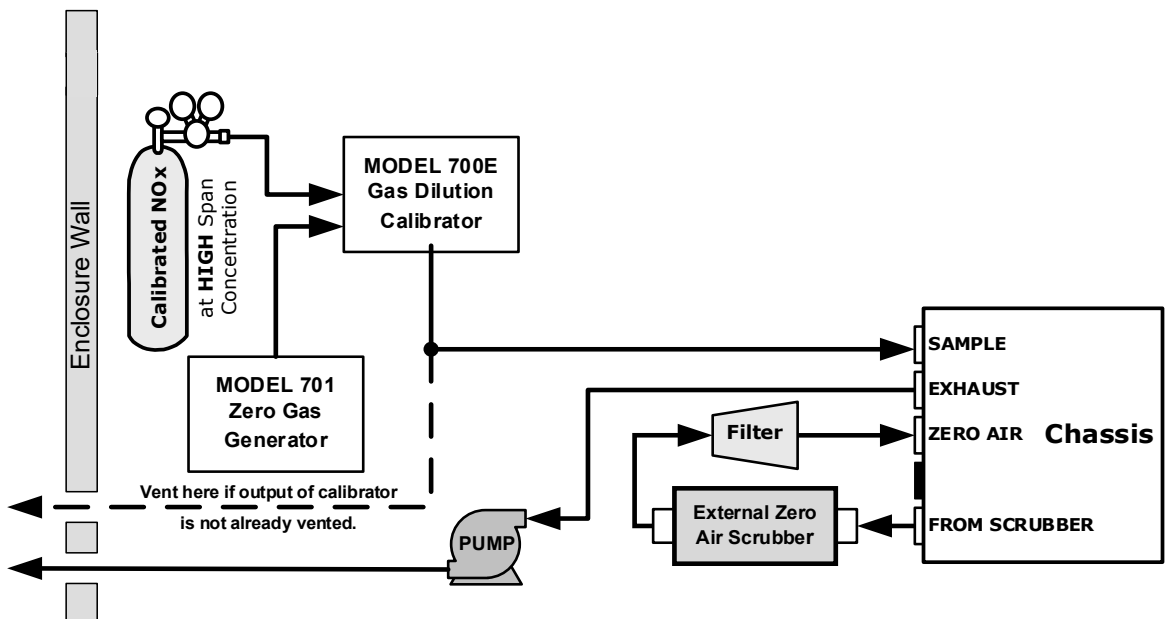 Enclosure Wall
Calibrated NOx
at HIGH Span
Concentration
MODEL 700E
Gas Dilution
Calibrator
MODEL 701
Zero Gas
Generator
Vent here if output of calibrator
is not already vented.
PUMP
Filter
External Zero
Air Scrubber
SAMPLE
EXHAUST
ZERO AIR
Chassis
FROM SCRUBBER